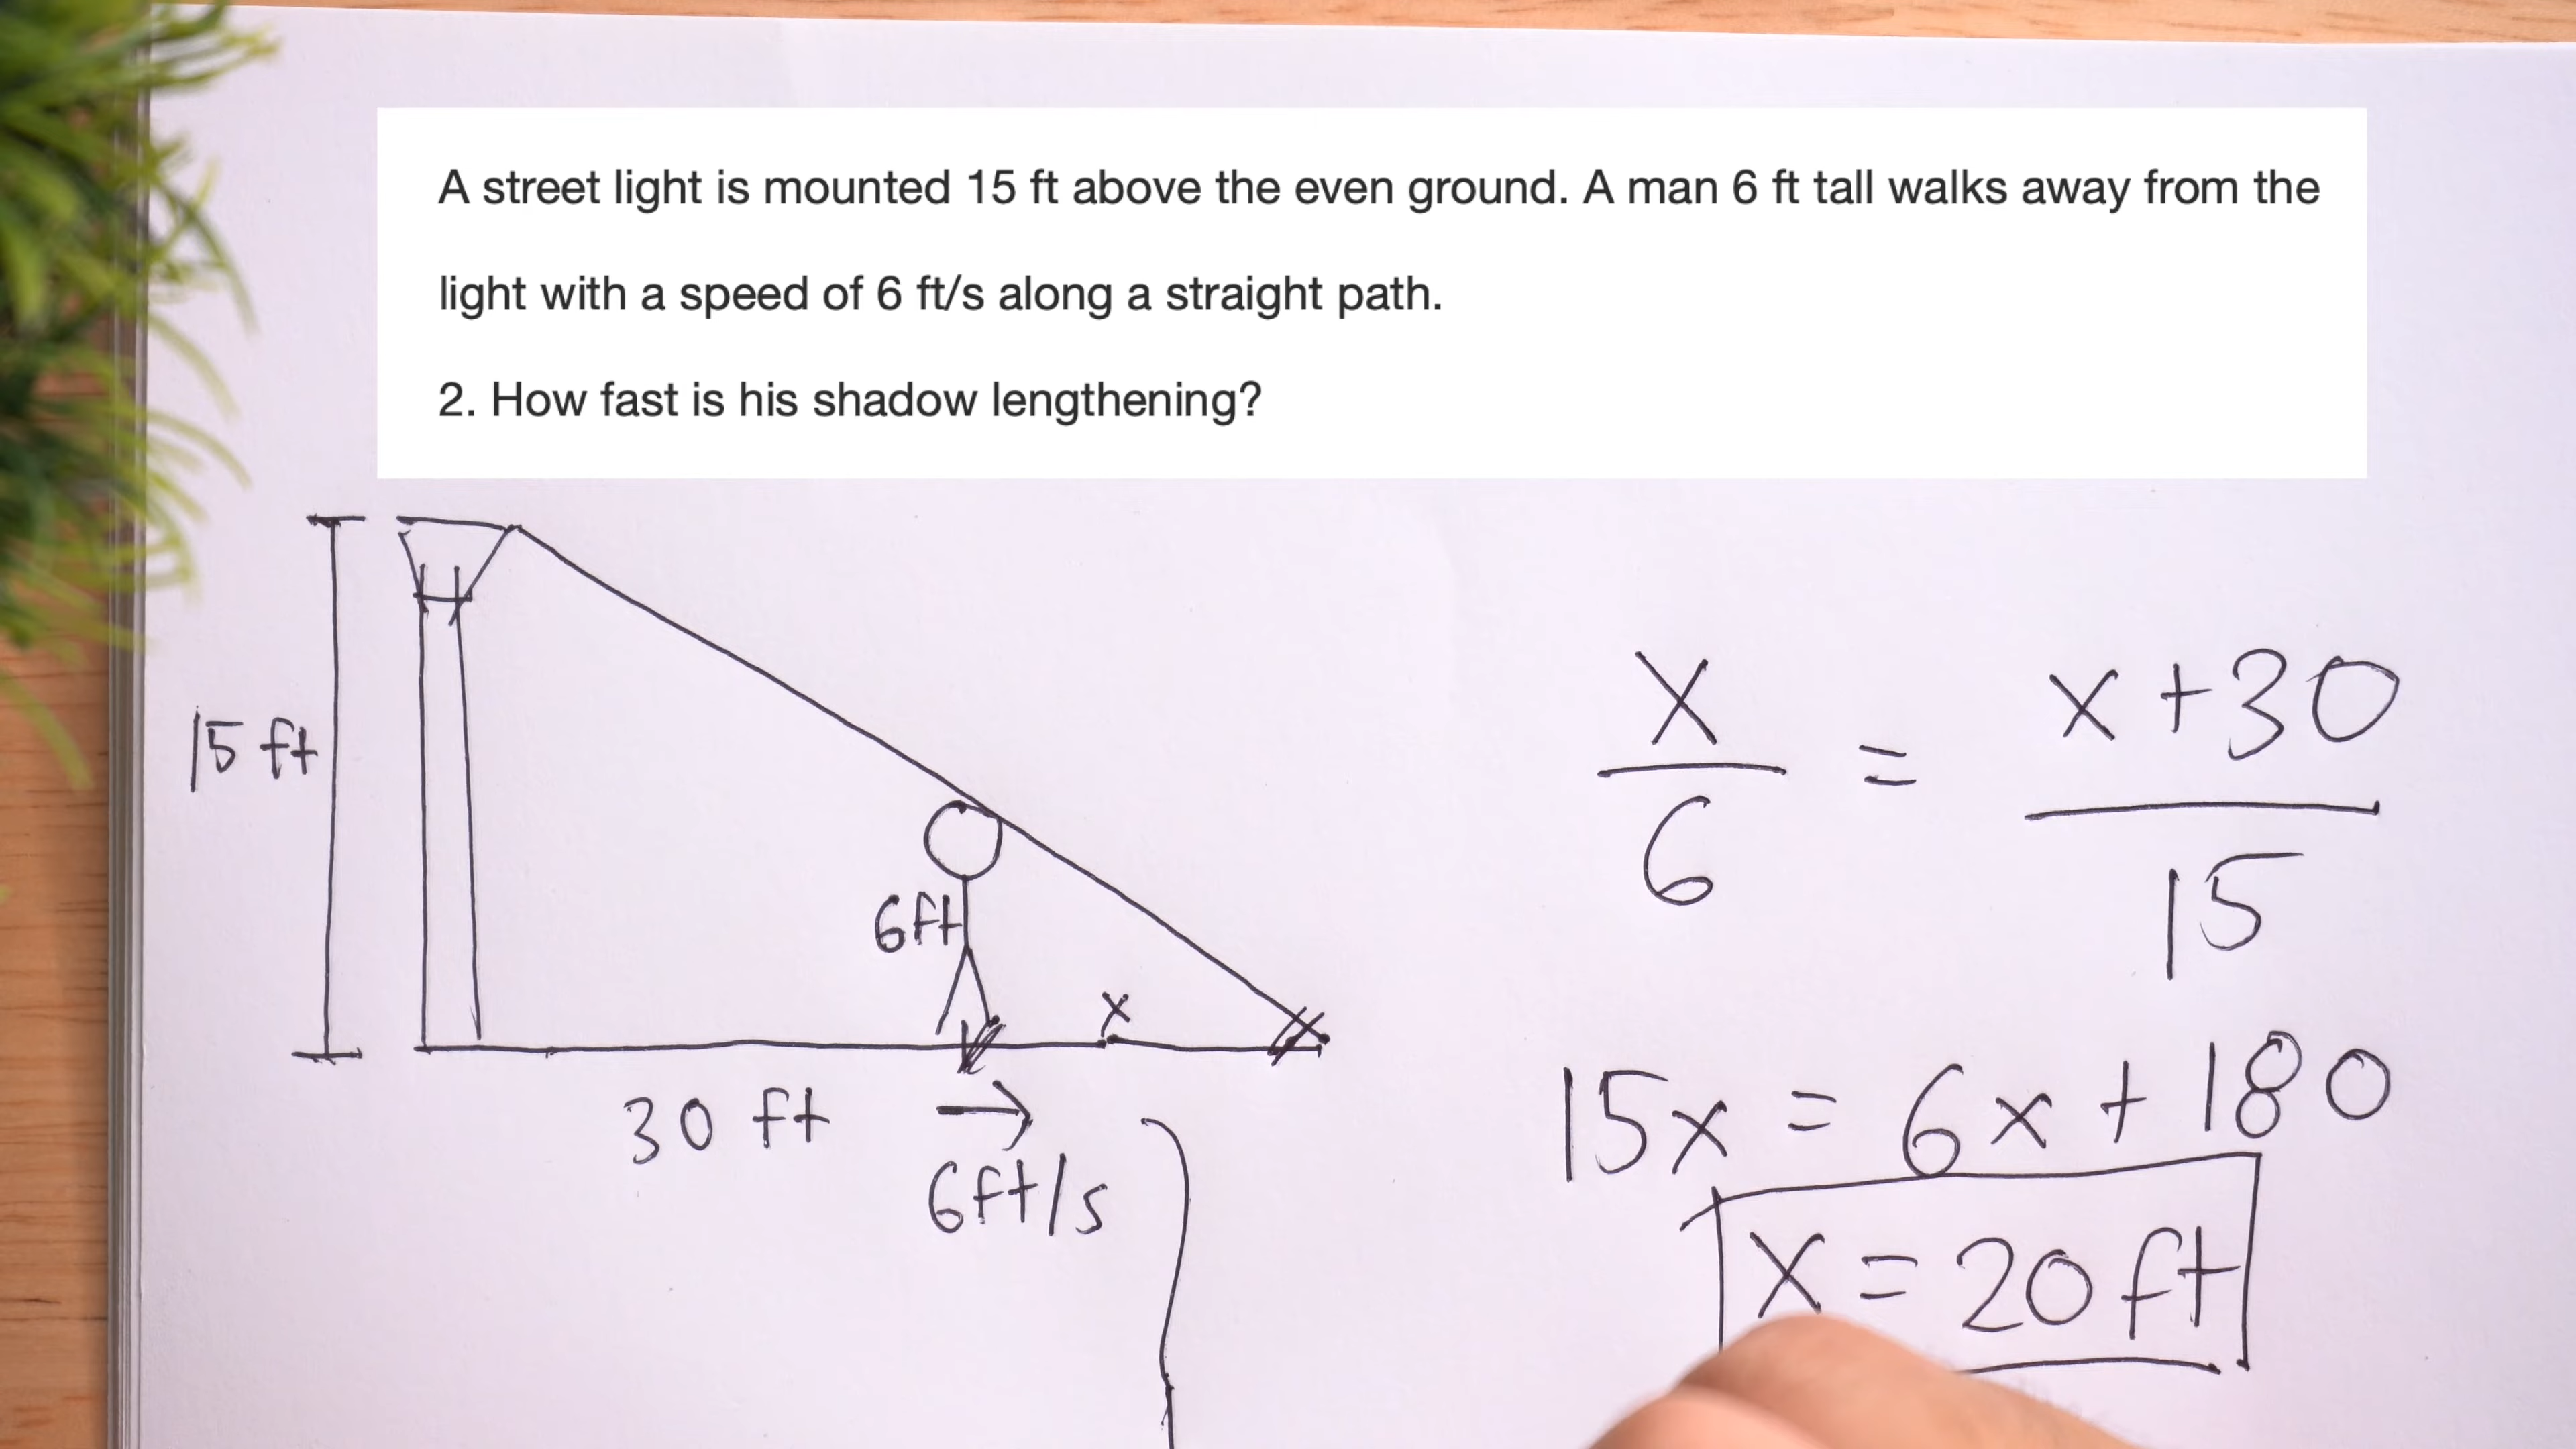 A street light is mounted 15 ft above the even ground. A man 6 ft tall walks away from the
light with a speed of 6 ft/s along a straight path.
2. How fast is his shadow lengthening?
15 ft
6ft
x
30 ft
6ft/s
x/6 = x+30/15
15x = 6x + 180
x = 20 ft